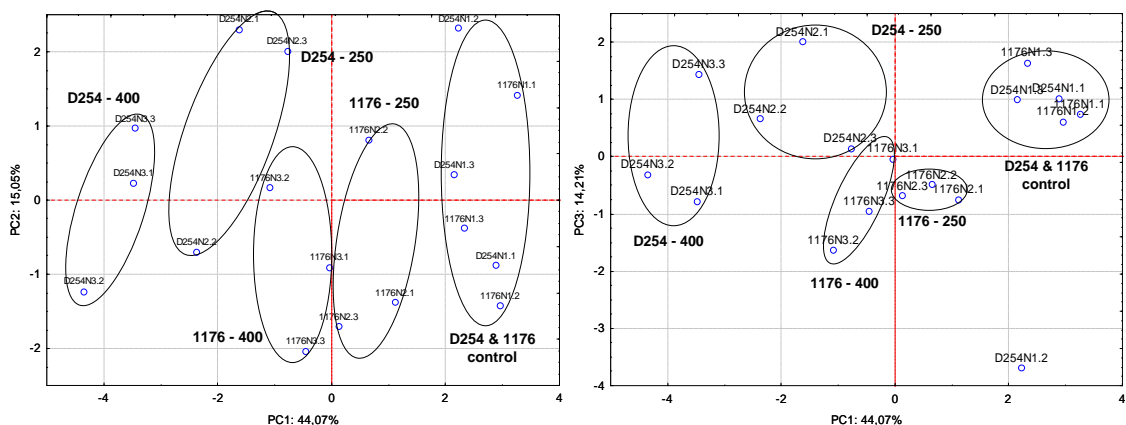 D254N2.1
D254N1.2
2
D254N2.3
D254 - 250
1176N1.1
D254 - 400
1176 - 250
D254N3.3
1
1176N2.2
D254N3.1
1176N3.2
D254N1.3
0
1176N1.3
D254N2.2
1176N3.1
D254N1.1
-1
D254N3.2
1176N2.1
1176N1.2
1176N2.3
1176 - 400
1176N3.3
D254 & 1176
control
-2
PC2: 15,05%
-4
-2
0
2
4
PC1: 44,07%
D254N2.1
D254 - 250
2
1176N1.3
D254N3.3
D254N1.3
D254N1.1
1
1176N1.1
D254N2.2
1176N1.2
D254N2.3
1176N3.1
0
D254 & 1176
control
D254N3.2
1176N2.2
D254N3.1
1176N2.3
1176N2.1
-1
1176N3.3
1176 - 250
D254 - 400
1176N3.2
1176 - 400
-2
-3
D254N1.2
-4
PC3: 14,21%
-4
-2
0
2
4
PC1: 44,07%